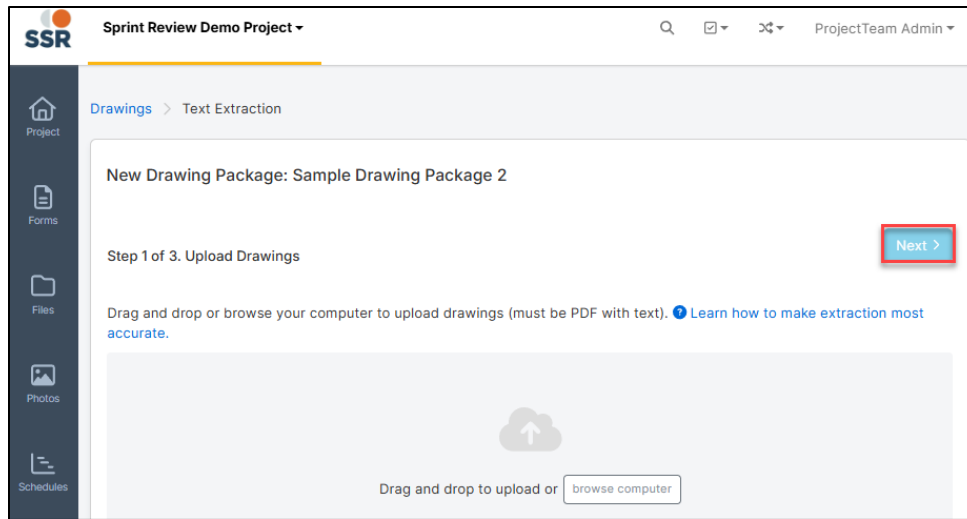 SSR
Sprint Review Demo Project
ProjectTeam Admin
Project
Forms
Files
Photos
Schedules
Drawings > Text Extraction
New Drawing Package: Sample Drawing Package 2
Next >
Step 1 of 3. Upload Drawings
Drag and drop or browse your computer to upload drawings (must be PDF with text). ? Learn how to make extraction most
accurate.
Drag and drop to upload or browse computer